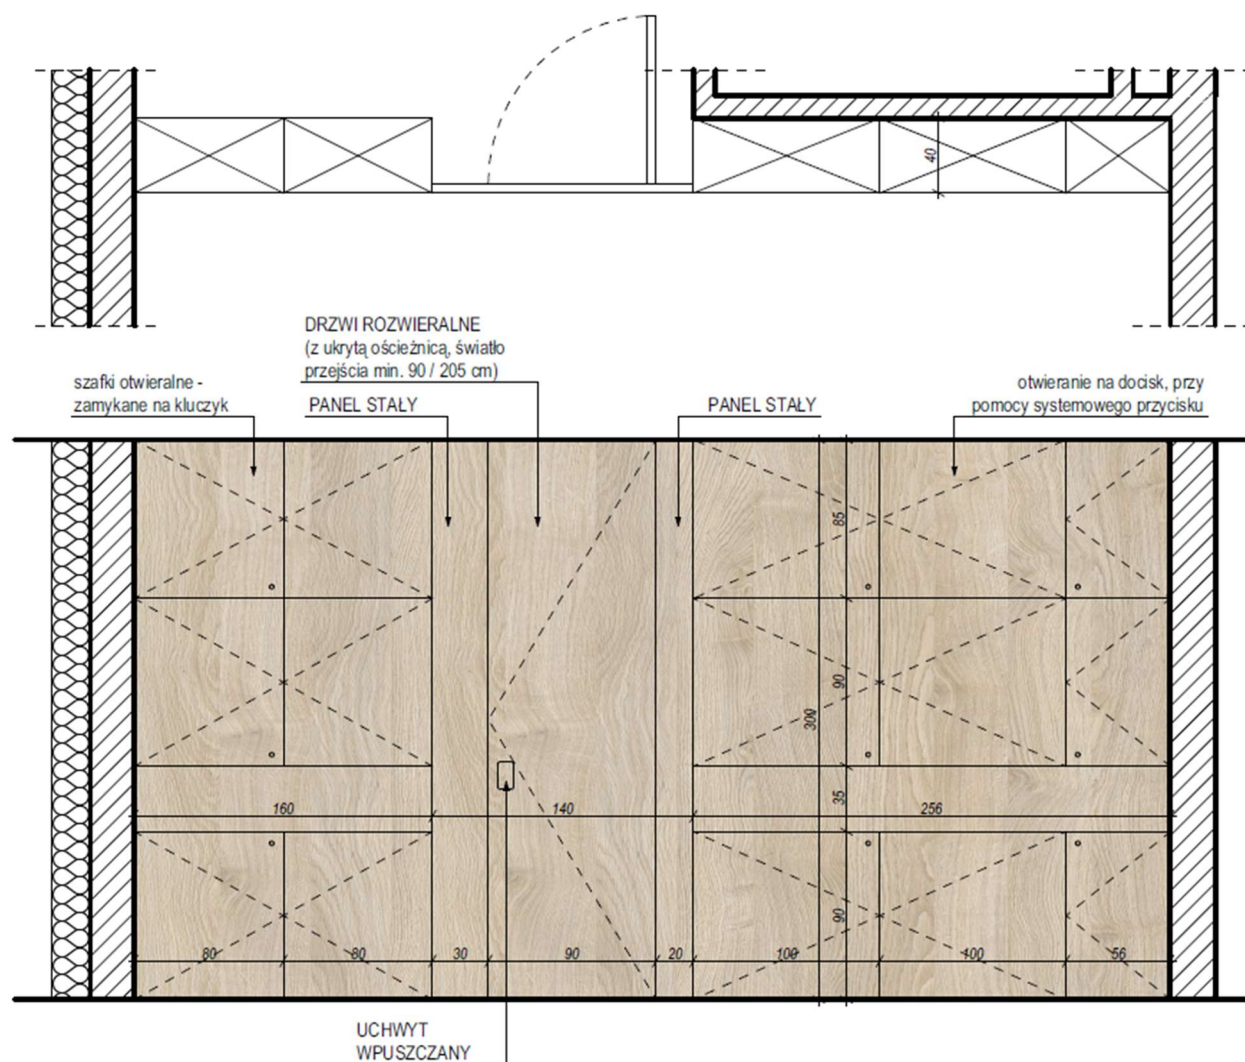 40
DRZWI ROZWIERALNE
(z ukrytą ościeżnicą, światło
przejścia min. 90 / 205 cm)
szafki otwieralne -
zamykane na kluczyk
PANEL STAŁY
PANEL STAŁY
otwieranie na docisk, przy
pomocy systemowego przycisku
85
90
300
35
160
140
256
90
80
80
30
90
20
100
100
56
UCHWYT
WPUSZCZANY